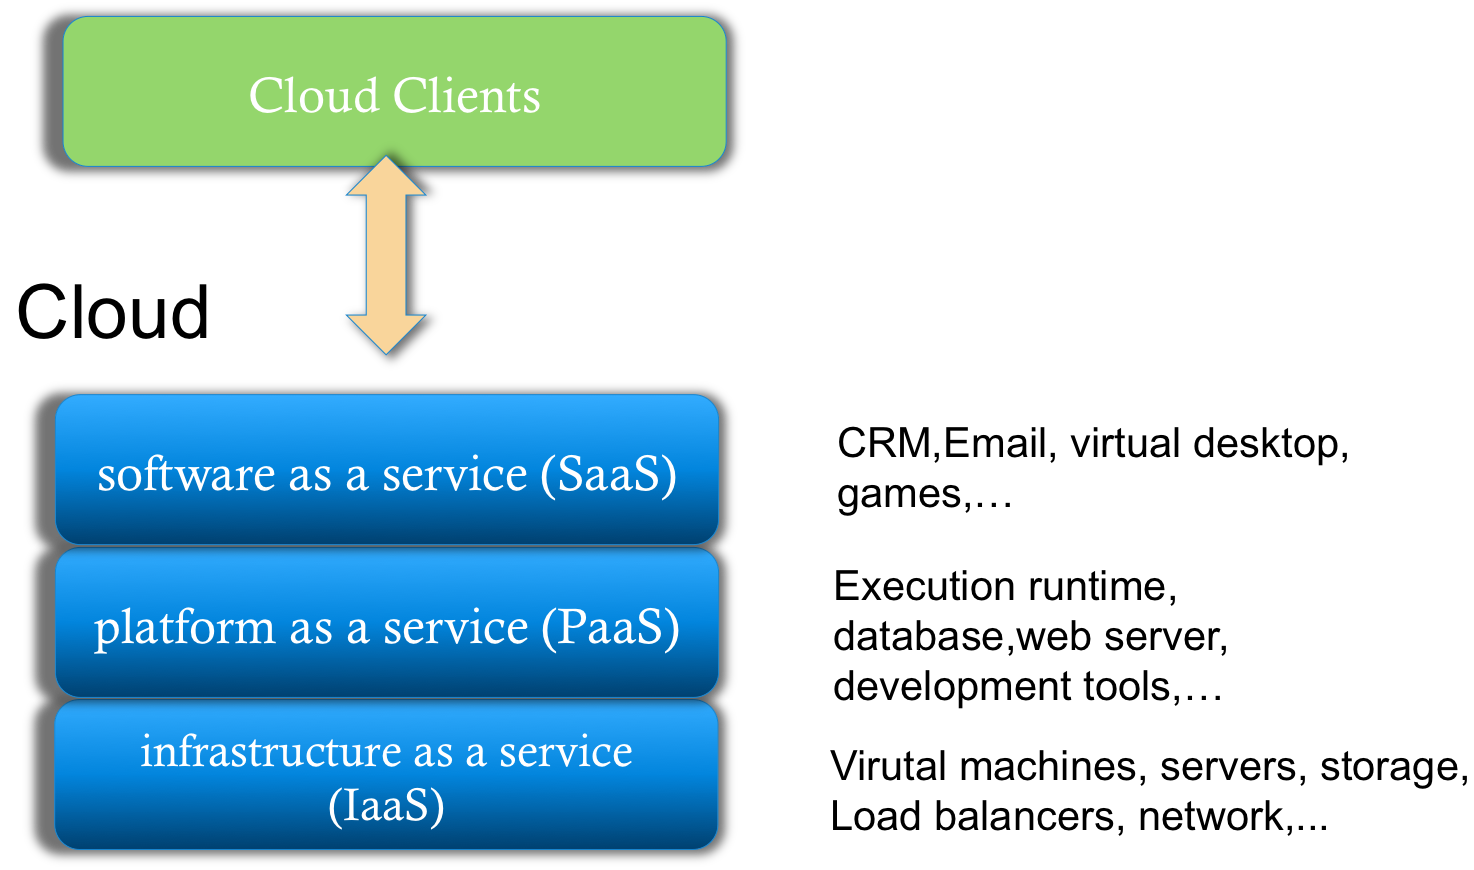 Cloud Clients
Cloud
software as a service (SaaS)
CRM,Email, virtual desktop,
games,…
platform as a service (PaaS)
Execution runtime,
database,web server,
development tools,…
infrastructure as a service
(IaaS)
Virutal machines, servers, storage,
Load balancers, network,...